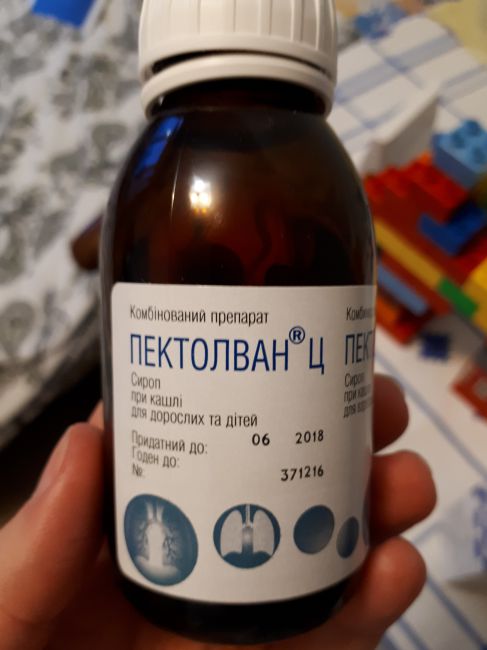 Комбінований препарат
ПЕКТОЛВАН® Ц
Сироп
при кашлі
для дорослих та дітей
Придатний до: 06 2018
Годен до:
№: 371216